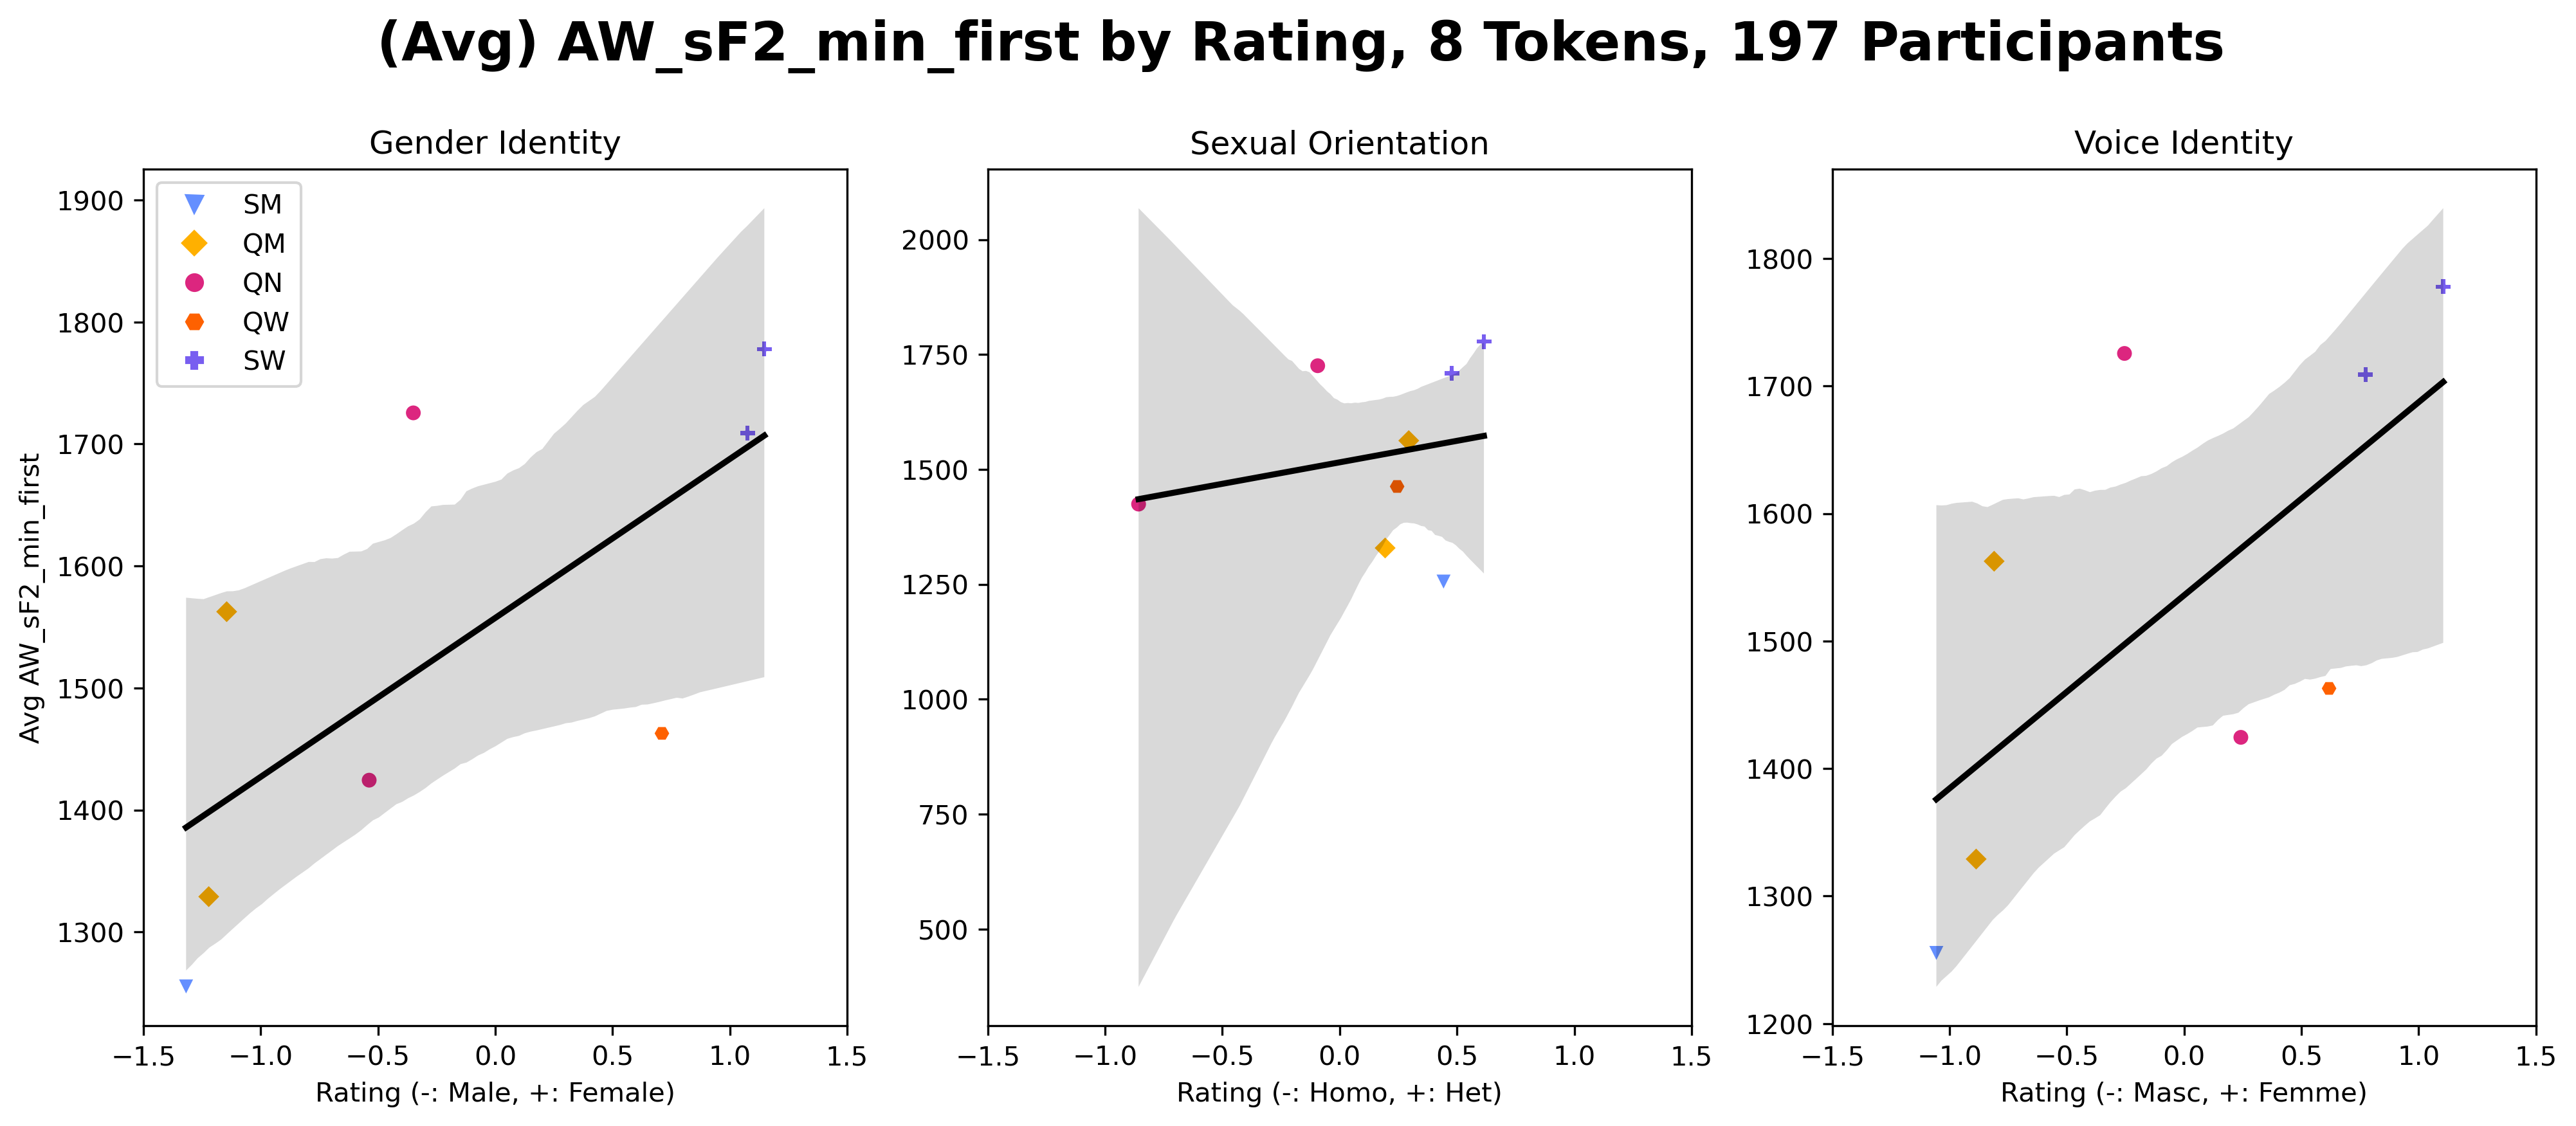 (Avg) AW_sF2_min_first by Rating, 8 Tokens, 197 Participants
Gender Identity
Sexual Orientation
Voice Identity
SM
QM
QN
QW
SW
Avg AW_sF2_min_first
1900
1800
1700
1600
1500
1400
1300
−1.5 −1.0 −0.5 0.0 0.5 1.0 1.5
Rating (-: Male, +: Female)
2000
1750
1500
1250
1000
750
500
−1.5 −1.0 −0.5 0.0 0.5 1.0 1.5
Rating (-: Homo, +: Het)
1800
1700
1600
1500
1400
1300
1200
−1.5 −1.0 −0.5 0.0 0.5 1.0 1.5
Rating (-: Masc, +: Femme)